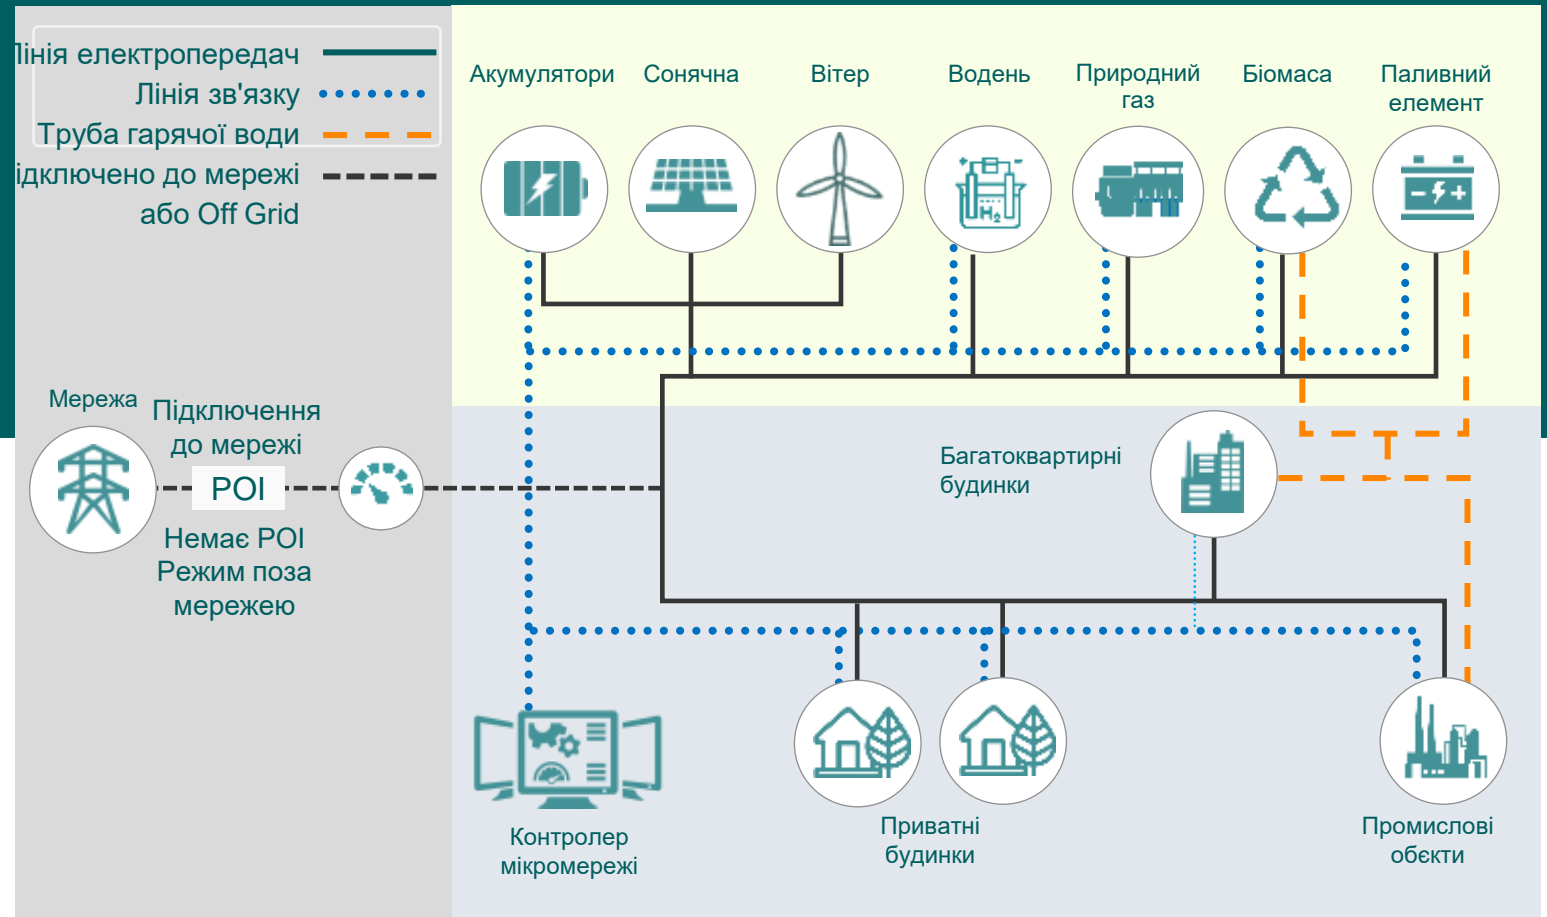 Лінія електропередач
Лінія зв'язку
Труба гарячої води
ідключено до мережі
або Off Grid
Акумулятори
Сонячна
Вітер
Водень
Природний
газ
Біомаса
Паливний
елемент
H₂
Мережа
Підключення
до мережі
POI
Немає POI
Режим поза
мережею
Багатоквартирні
будинки
Контролер
мікромережі
Приватні
будинки
Промислові
обєкти